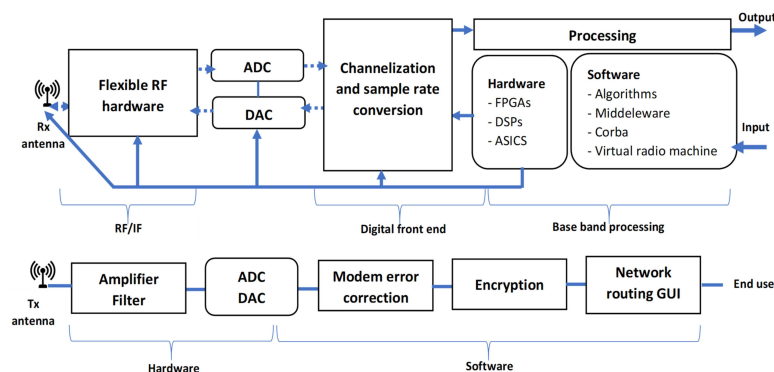 Output
Processing
ADC
Flexible RF
hardware
Channelization
and sample rate
conversion
Hardware
- FPGAs
- DSPs
- ASICS
Software
- Algorithms
- Middeleware
- Corba
- Virtual radio machine
DAC
Rx
antenna
Input
RF/IF
Digital front end
Base band processing
Tx
antenna
Amplifier
Filter
ADC
DAC
Modem error
correction
Encryption
Network
routing GUI
End use
Hardware
Software